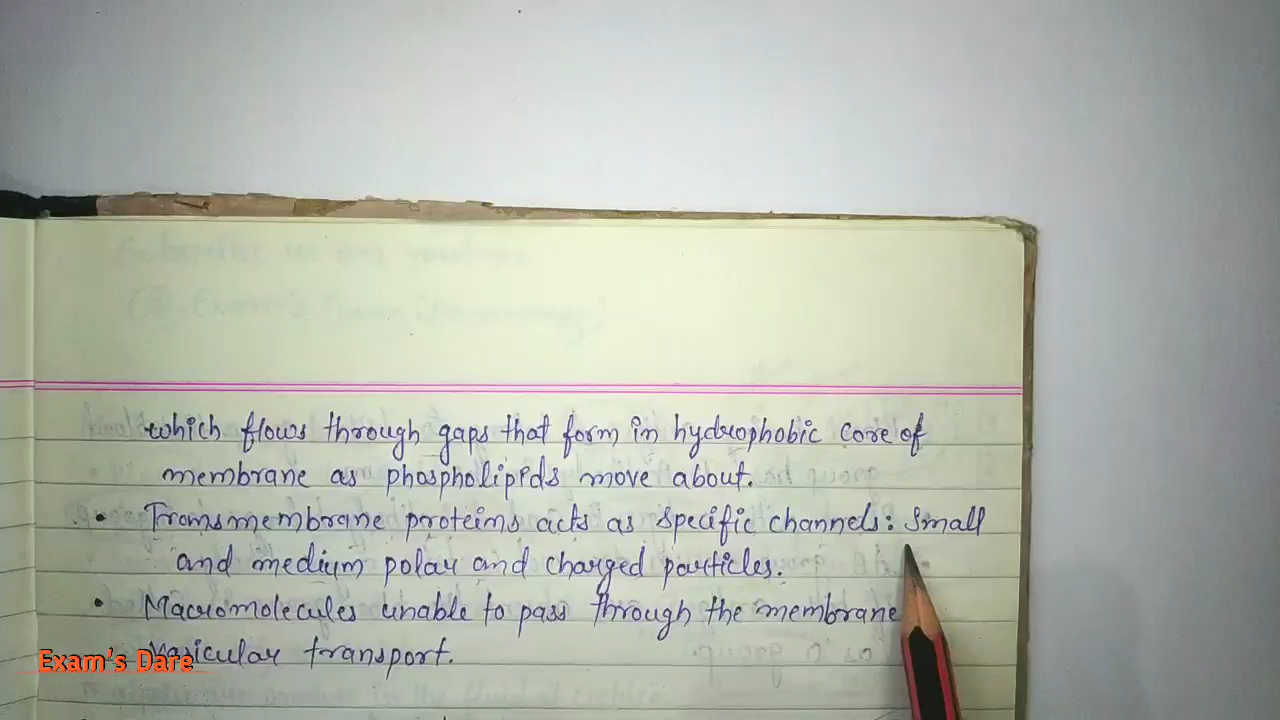 which flows through gaps that form in hydrophobic core of
membrane as phospholipids move about.
• Transmembrane proteins acts as specific channels: Small
and medium polar and charged particles.
• Macromolecules unable to pass through the membrane
Vasicular transport.
Exam's Dare